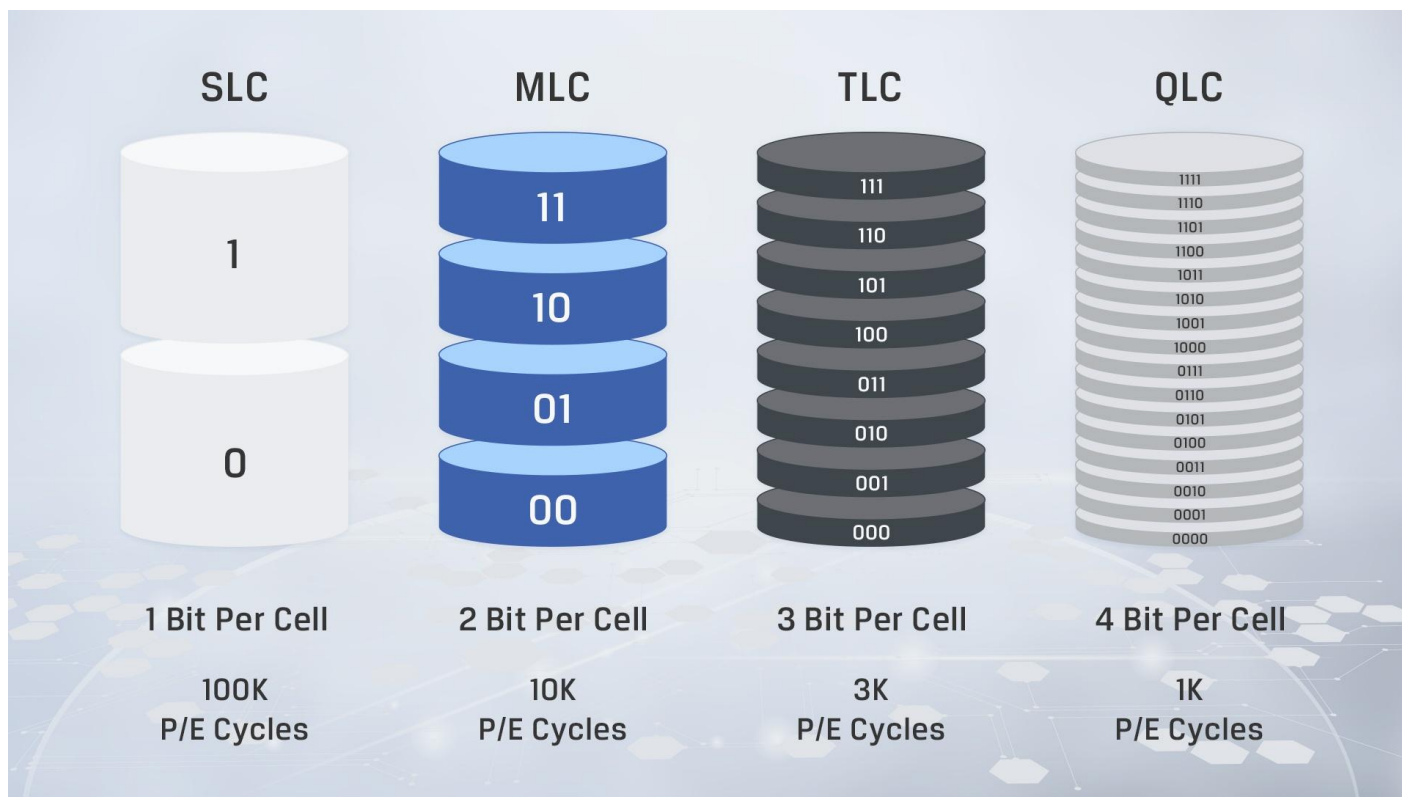 SLC
1
0
1 Bit Per Cell
100K
P/E Cycles
MLC
11
10
01
00
2 Bit Per Cell
10K
P/E Cycles
TLC
111
110
101
100
011
010
001
000
3 Bit Per Cell
3K
P/E Cycles
QLC
1111
1110
1101
1100
1011
1010
1001
1000
0111
0110
0101
0100
0011
0010
0001
0000
4 Bit Per Cell
1K
P/E Cycles